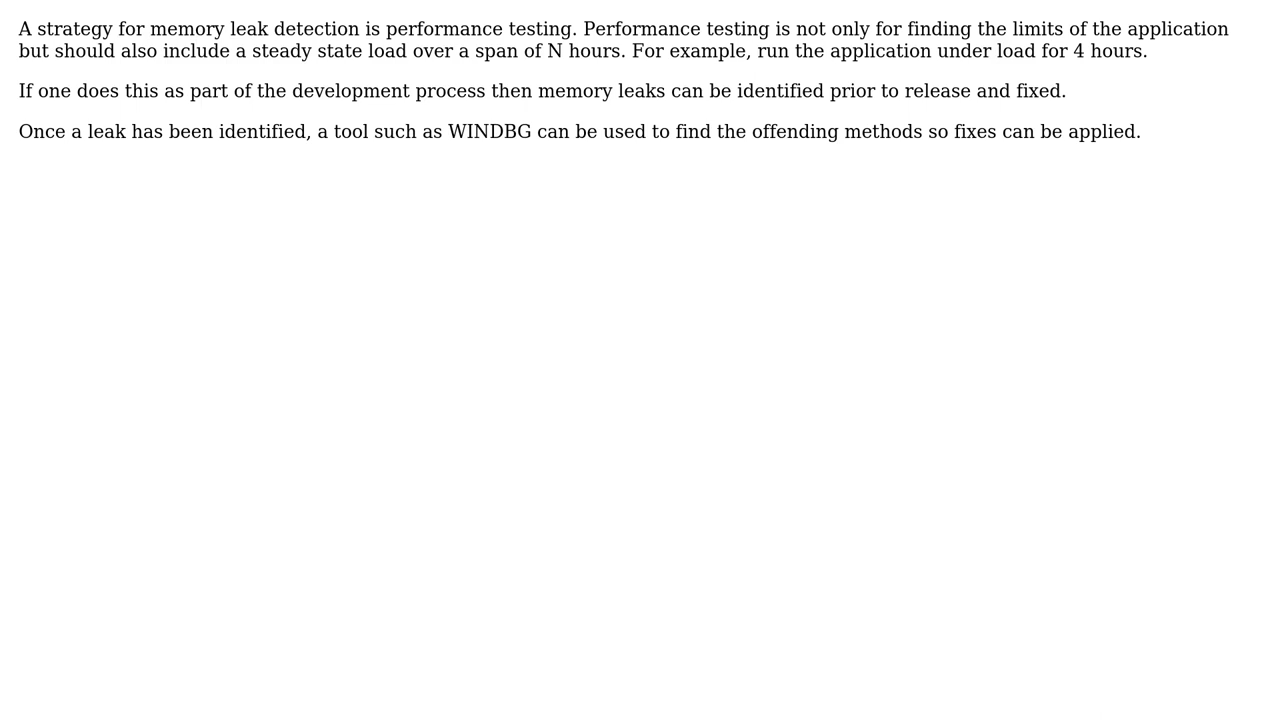 A strategy for memory leak detection is performance testing. Performance testing is not only for finding the limits of the application
but should also include a steady state load over a span of N hours. For example, run the application under load for 4 hours.
If one does this as part of the development process then memory leaks can be identified prior to release and fixed.
Once a leak has been identified, a tool such as WINDBG can be used to find the offending methods so fixes can be applied.